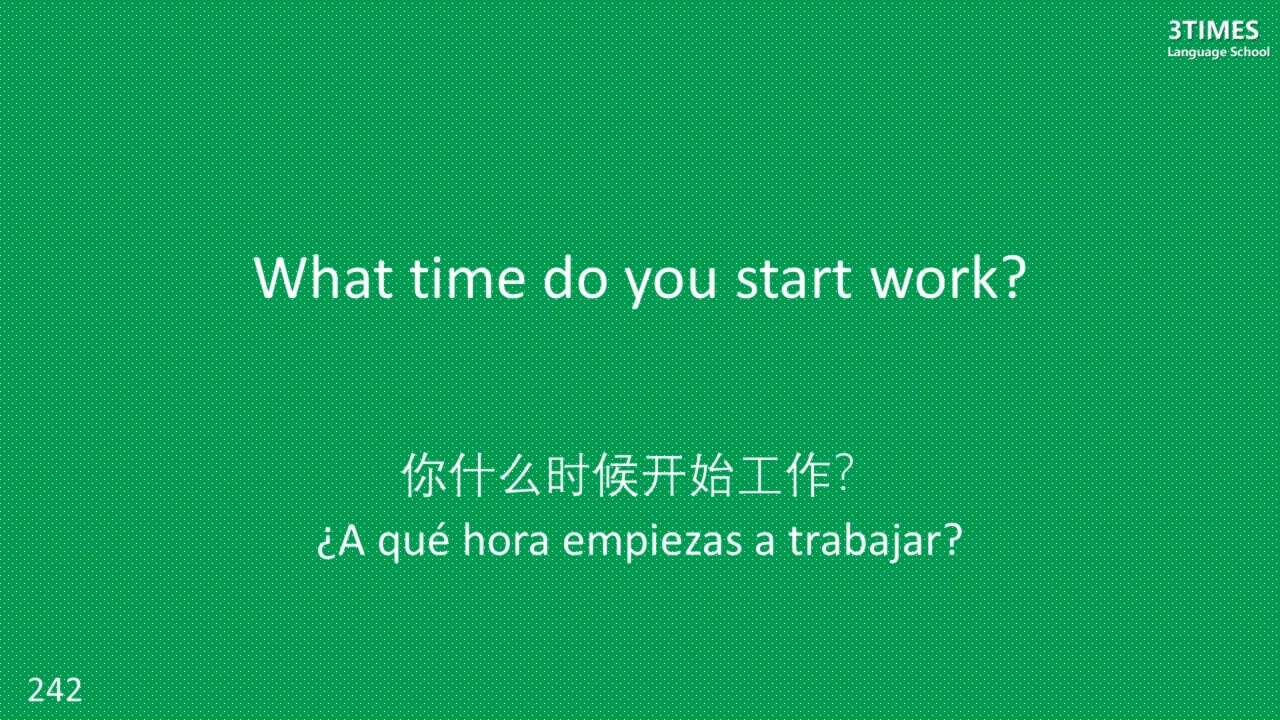 3TIMES
Language School
What time do you start work?
你什么时候开始工作?
¿A qué hora empiezas a trabajar?
242